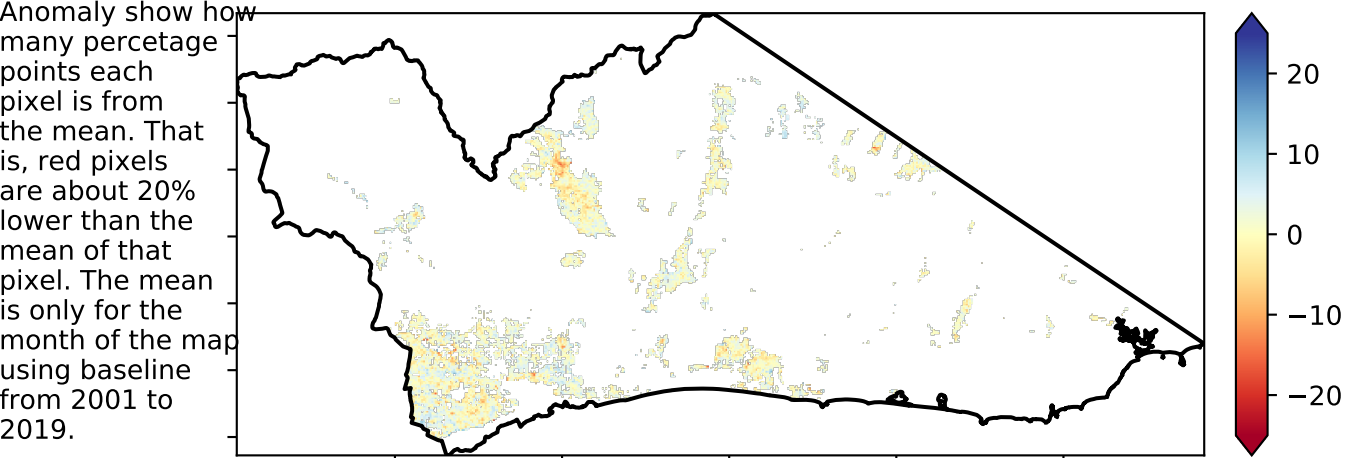 Anomaly show how
many percetage
points each
pixel is from
the mean. That
is, red pixels
are about 20%
lower than the
mean of that
pixel. The mean
is only for the
month of the map
using baseline
from 2001 to
2019.
20
10
0
−10
−20